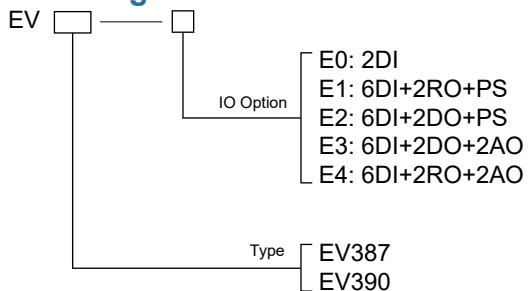 EV
E0: 2DI
E1: 6DI+2RO+PS
IO Option
E2: 6DI+2DO+PS
E3: 6DI+2DO+2AO
E4: 6DI+2RO+2AO
Type
EV387
EV390